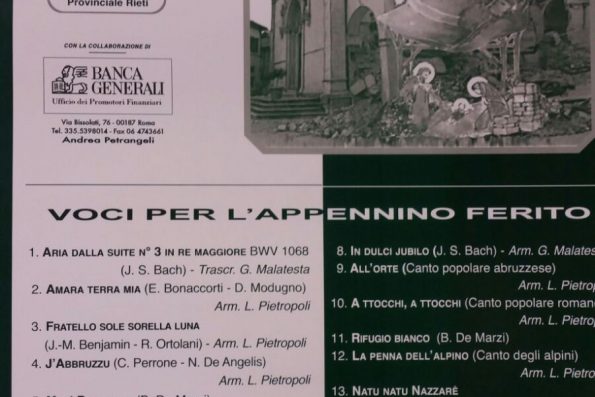 Provinciale Rieti
CON LA COLLABORAZIONE DI
BANCA
GENERALI
Ufficio dei Promotori Finanziari
Via Bissolati, 76 - 00187 Roma
Tel. 335.5398014 - Fax 06 4743661
Andrea Petrangeli
VOCI PER L'APPENNINO FERITO
1. ARIA DALLA SUITE N° 3 IN RE MAGGIORE BWV 1068
(J. S. Bach) - Trascr. G. Malatesta
2. AMARA TERRA MIA (E. Bonaccorti - D. Modugno)
Arm. L. Pietropoli
3. FRATELLO SOLE SORELLA LUNA
(J.-M. Benjamin - R. Ortolani) - Arm. L. Pietropoli
4. J'ABBRUZZU (C. Perrone - N. De Angelis)
Arm. L. Pietropoli
8. IN DULCI JUBILO (J. S. Bach) - Arm. G. Malates
9. ALL'ORTE (Canto popolare abruzzese)
Arm. L. Pietrop
10. A TTOCCHI, A TTOCCHI (Canto popolare roman
Arm. L. Pietrop
11. RIFUGIO BIANCO (B. De Marzi)
12. LA PENNA DELL'ALPINO (Canto degli alpini)
Arm. L. Pietrop
13. NATU NATU NAZZARÈ